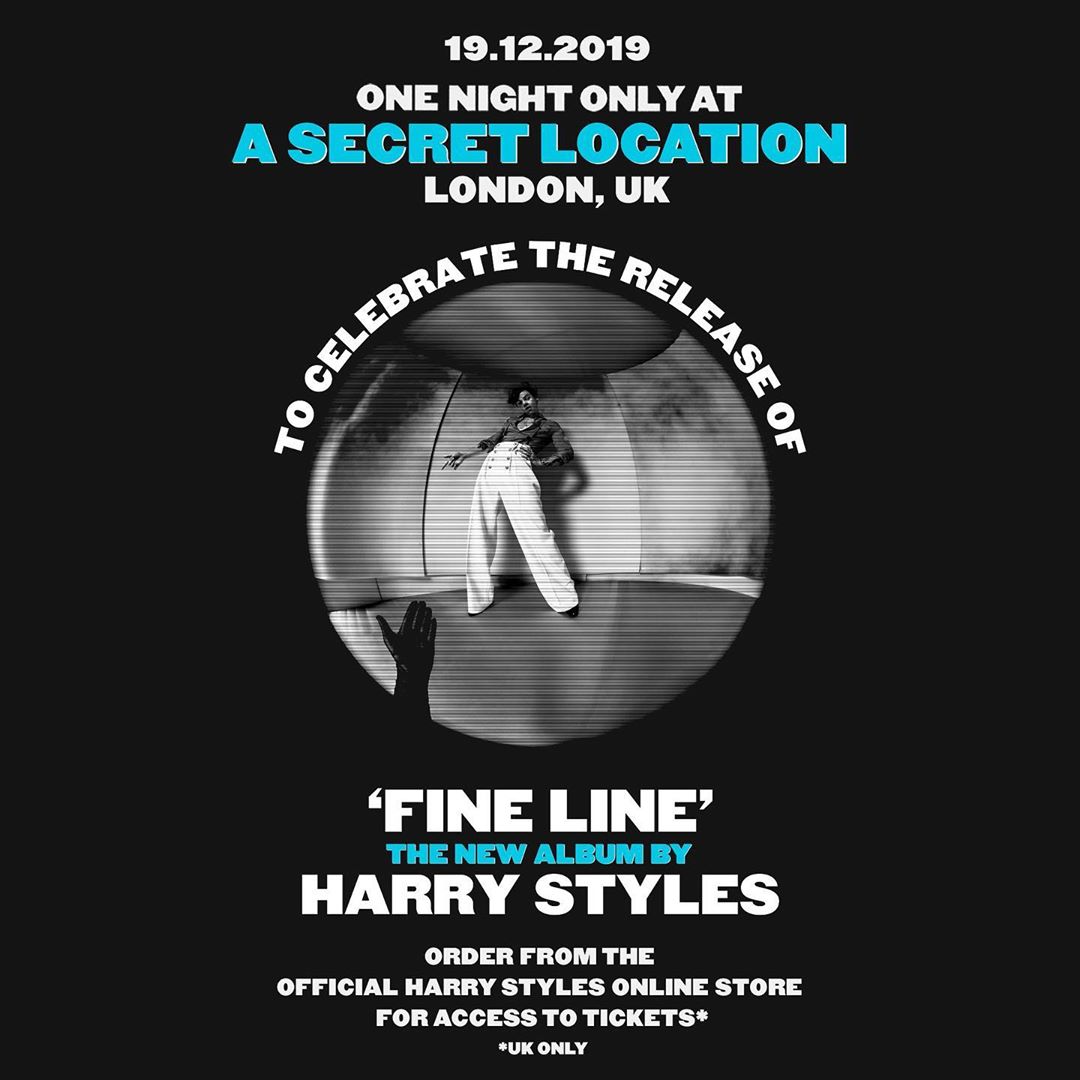 19.12.2019
ONE NIGHT ONLY AT
A SECRET LOCATION
LONDON, UK
TO CELEBRATE THE RELEASE OF
‘FINE LINE’
THE NEW ALBUM BY
HARRY STYLES
ORDER FROM THE
OFFICIAL HARRY STYLES ONLINE STORE
FOR ACCESS TO TICKETS*
*UK ONLY